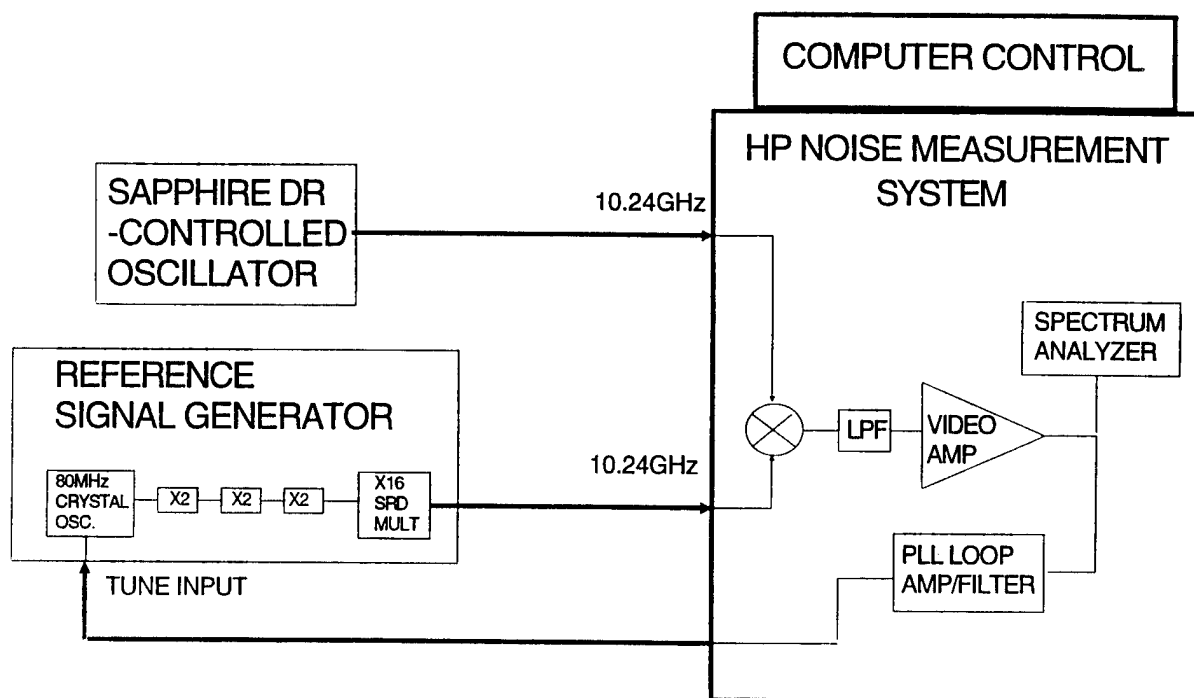 COMPUTER CONTROL
HP NOISE MEASUREMENT
SYSTEM
SAPPHIRE DR
-CONTROLLED
OSCILLATOR
10.24GHz
SPECTRUM
ANALYZER
REFERENCE
SIGNAL GENERATOR
LPF
VIDEO
AMP
10.24GHz
80MHz
CRYSTAL
OSC.
X2
X2
X2
X16
SRD
MULT
PLL LOOP
AMP/FILTER
TUNE INPUT